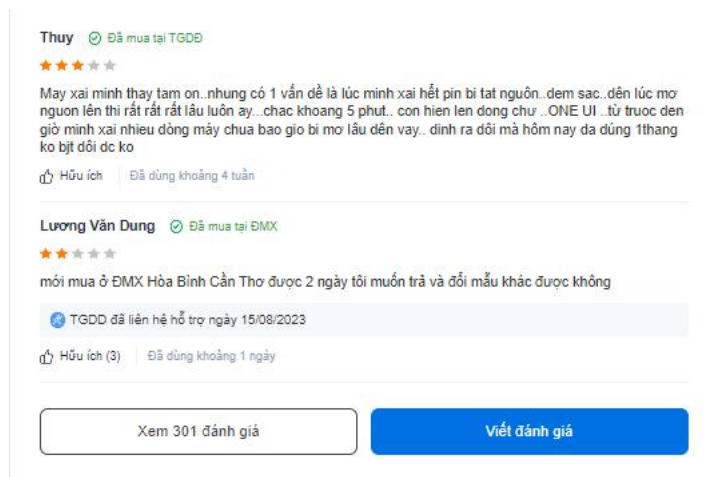 Thuy Đã mua tại TGDĐ
May xai minh thay tam on..nhung có 1 vấn dề là lúc minh xai hết pin bi tat nguôn..dem sac..dên lúc mơ
nguon lên thi rất rất rất lâu luôn ay...chac khoang 5 phut.. con hien len dong chư ..ONE UI ..từ truoc den
giờ minh xai nhieu dòng máy chua bao gio bi mơ lâu dên vay.. dinh ra dôi mà hôm nay da dúng 1thang
ko bjt dôi dc ko
Hữu ích Đã dùng khoảng 4 tuần
Lương Văn Dung Đã mua tại ĐMX
mới mua ở ĐMX Hòa Bình Cần Thơ được 2 ngày tôi muốn trả và đổi mẫu khác được không
TGDD đã liên hệ hỗ trợ ngày 15/08/2023
Hữu ích (3) Đã dùng khoảng 1 ngày
Xem 301 đánh giá Viết đánh giá